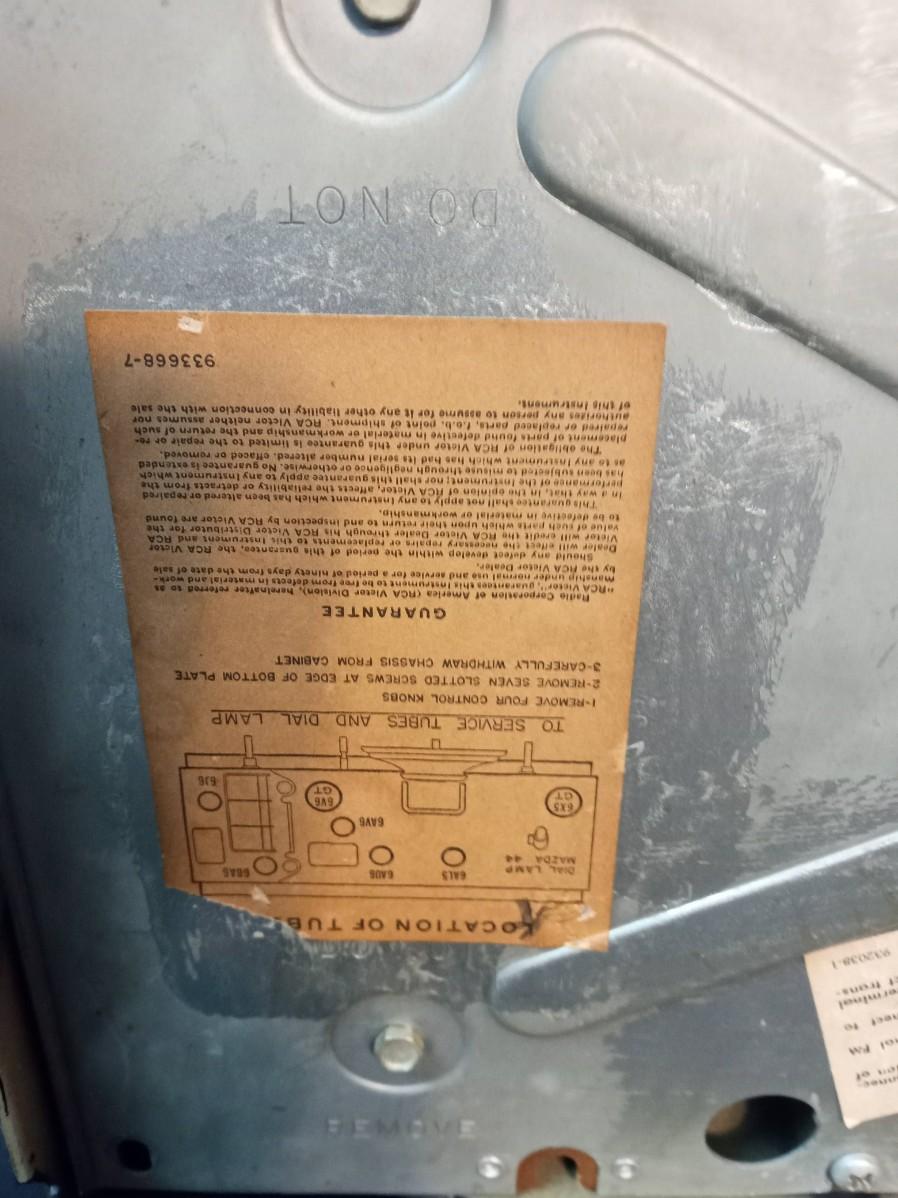 REMOVE
nnec-
ion of
nal FM
nect to
erminal
ct trans-
932038-1
LOCATION OF TUB
DIAL LAMP
MAZDA 44
6AL5
6AU6
6BA6
6AV6
6X5
GT
6V6
GT
6J6
TO SERVICE TUBES AND DIAL LAMP
1-REMOVE FOUR CONTROL KNOBS
2-REMOVE SEVEN SLOTTED SCREWS AT EDGE OF BOTTOM PLATE
3-CAREFULLY WITHDRAW CHASSIS FROM CABINET
GUARANTEE
Radio Corporation of America (RCA Victor Division), hereinafter referred to as
"RCA Victor", guarantees this instrument to be free from defects in material and work-
manship under normal use and service for a period of ninety days from the date of sale
by the RCA Victor Dealer.
Should any defect develop within the period of this guarantee, the RCA Victor
Dealer will effect the necessary repairs or replacements to this instrument and RCA
Victor will credit the RCA Victor Dealer through his RCA Victor Distributor for the
value of such parts which upon their return to and inspection by RCA Victor are found
to be defective in material or workmanship.
This guarantee shall not apply to any instrument which has been altered or repaired
in a way that, in the opinion of RCA Victor, affects the reliability or detracts from the
performance of the Instrument; nor shall this guarantee apply to any instrument which
has been subjected to misuse through negligence or otherwise. No guarantee is extended
as to any Instrument which has had its serial number altered, effaced or removed.
The obligation of RCA Victor under this guarantee is limited to the repair or re-
placement of parts found defective in material or workmanship and the return of such
repaired or replaced parts, f.o.b. point of shipment. RCA Victor neither assumes nor
authorizes any person to assume for it any other liability in connection with the sale
of this Instrument.
933668-7
DO NOT